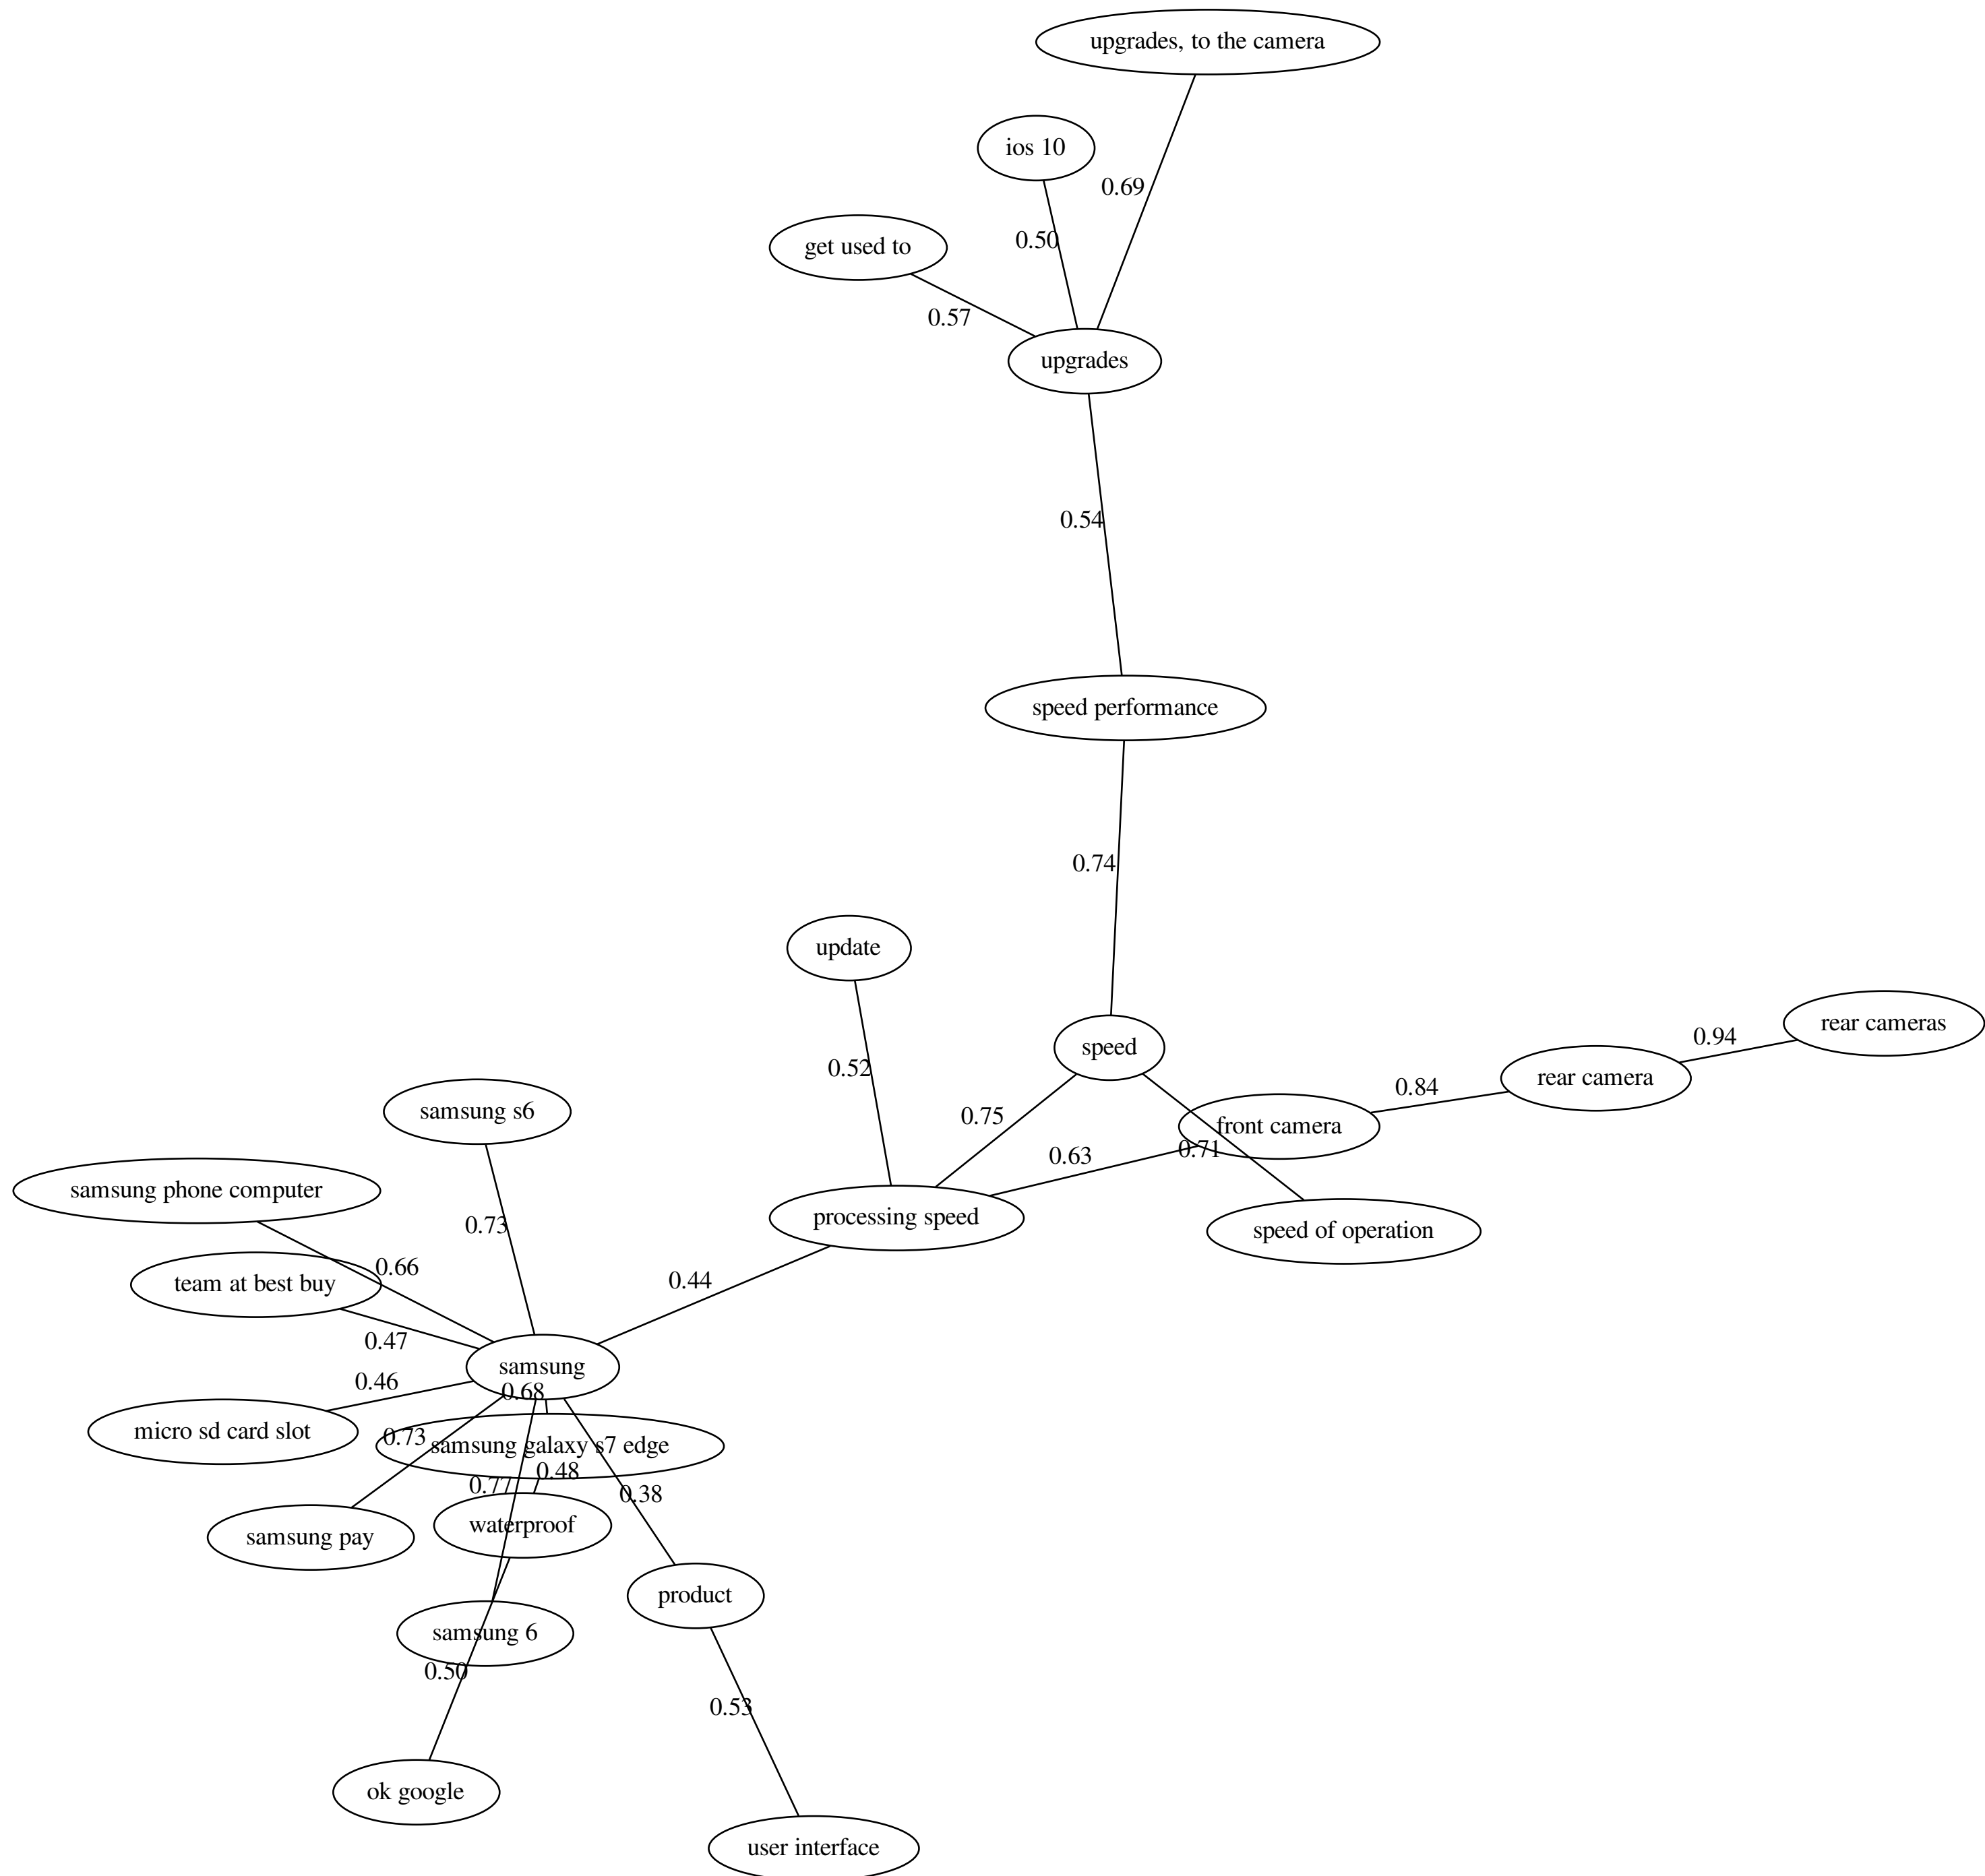 upgrades, to the camera
ios 10
0.69
get used to
0.50
0.57
upgrades
0.54
speed performance
0.74
update
speed
rear cameras
0.94
0.52
rear camera
0.84
samsung s6
0.75
front camera
0.71
0.63
samsung phone computer
processing speed
0.73
speed of operation
0.66
team at best buy
0.44
0.47
samsung
0.46
0.68
micro sd card slot
0.73
samsung galaxy s7 edge
0.48
0.77
0.38
waterproof
samsung pay
product
samsung 6
0.50
0.53
ok google
user interface